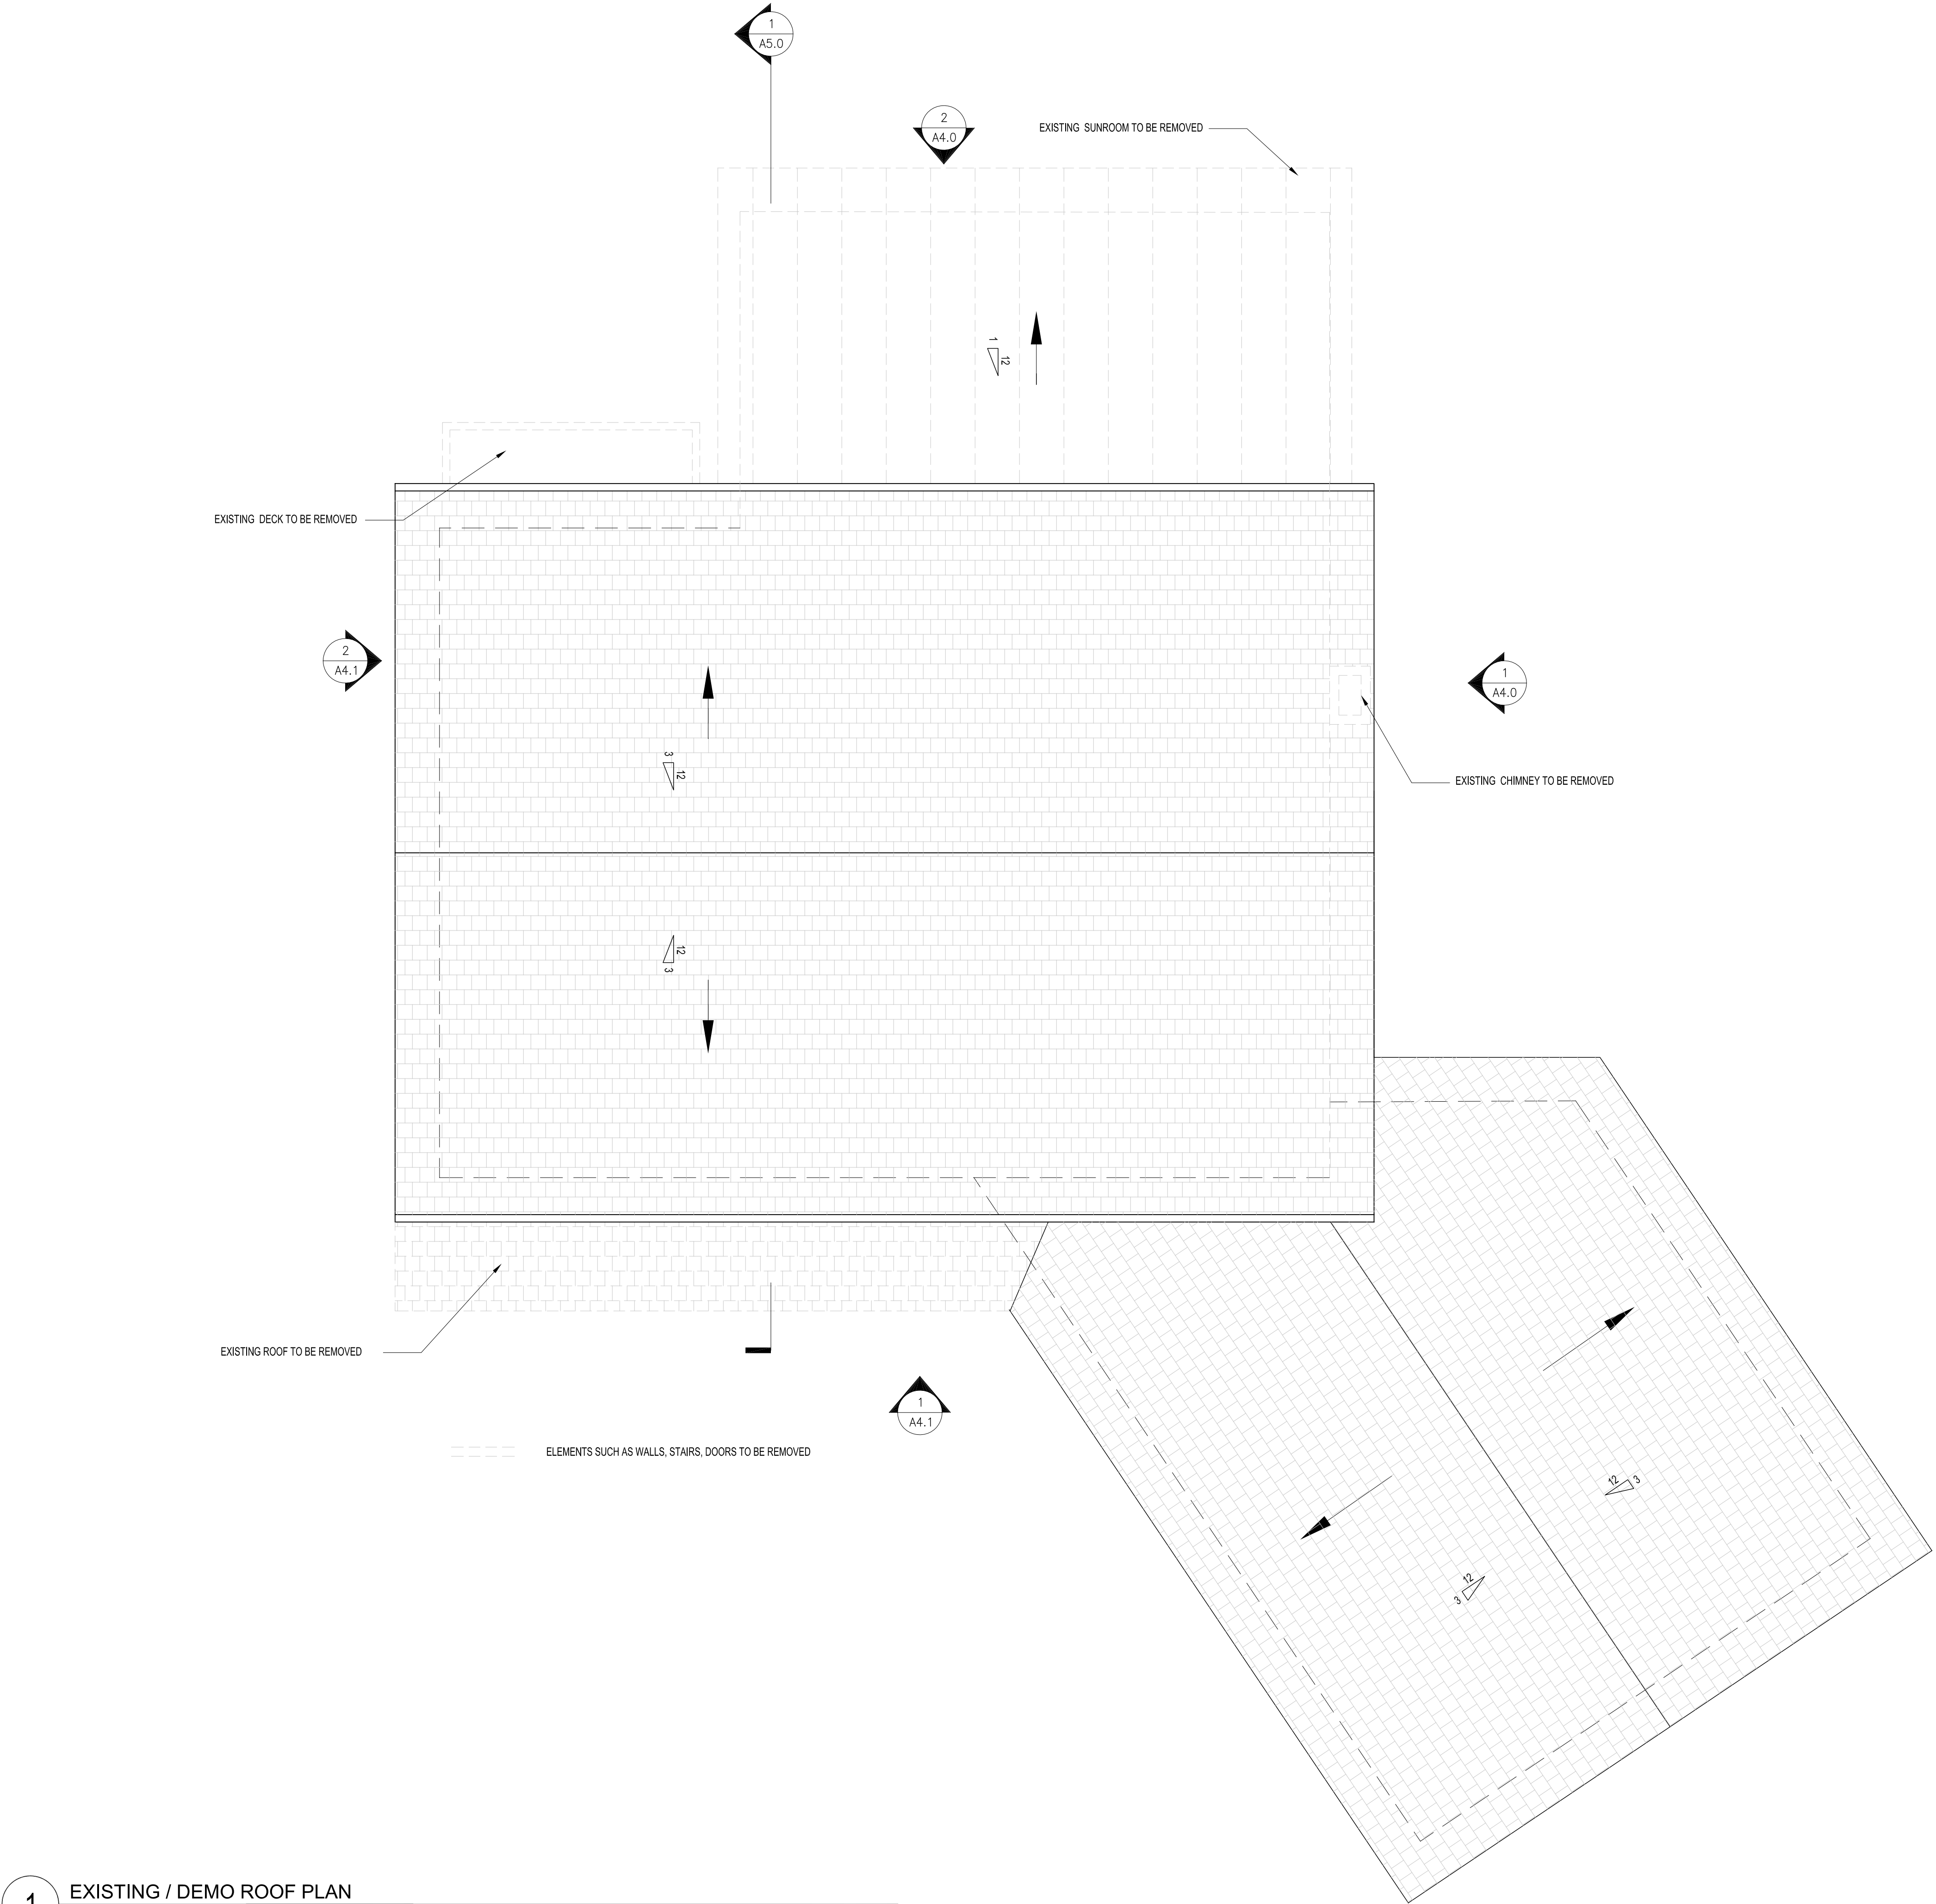 1
A5.0
2
A4.0
EXISTING SUNROOM TO BE REMOVED
1
12
EXISTING DECK TO BE REMOVED
2
A4.1
1
A4.0
3
12
EXISTING CHIMNEY TO BE REMOVED
12
3
EXISTING ROOF TO BE REMOVED
1
A4.1
ELEMENTS SUCH AS WALLS, STAIRS, DOORS TO BE REMOVED
12
3
12
3
1
EXISTING / DEMO ROOF PLAN